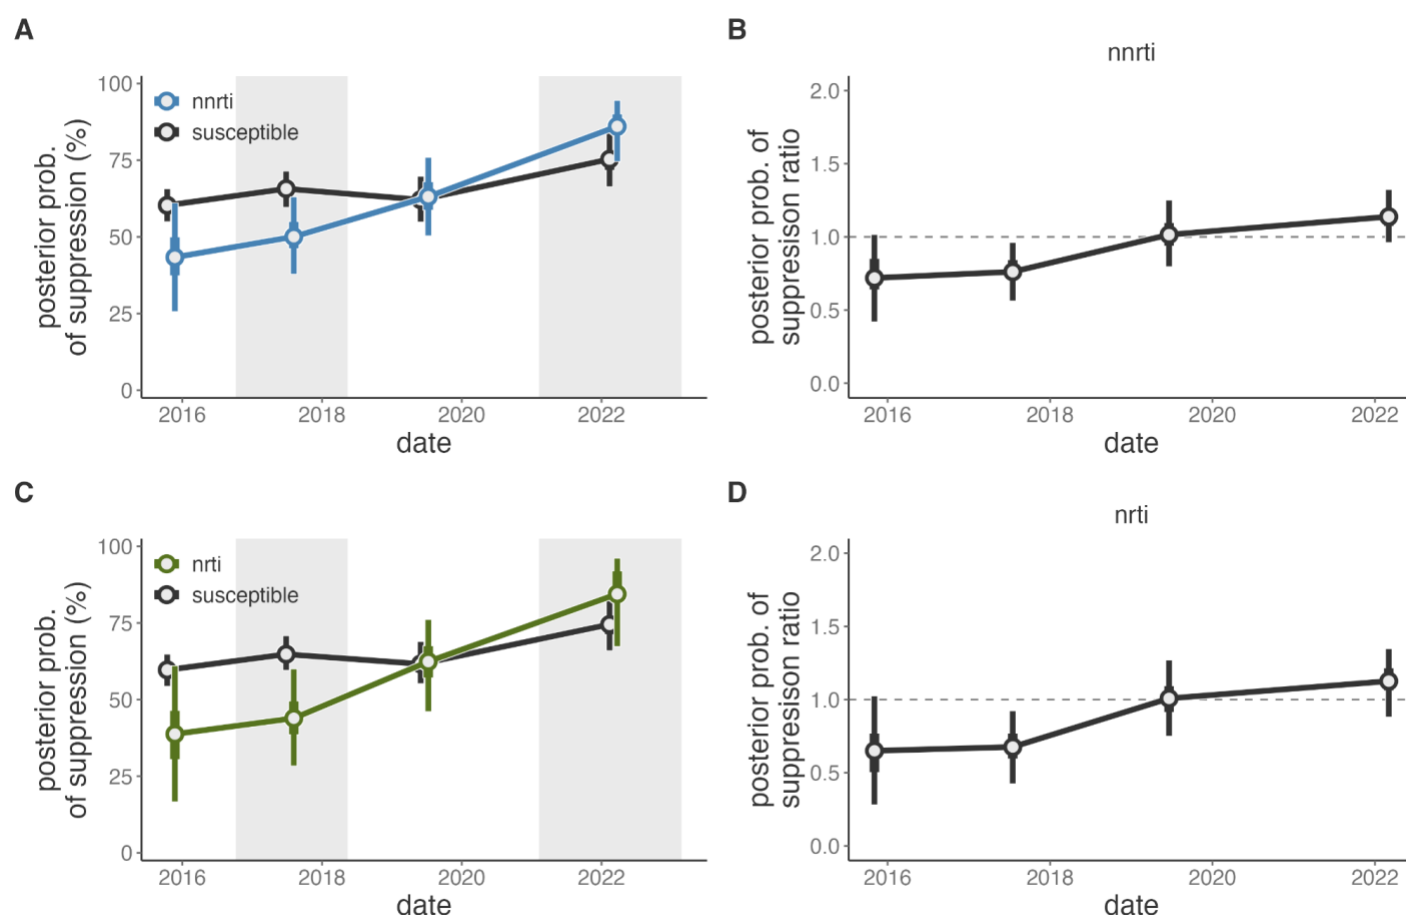 A
posterior prob.
of suppression (%)
100
75
50
25
0
nnrti
susceptible
2016
2018
2020
2022
date
B
nnrti
posterior prob. of
suppresison ratio
2.0
1.5
1.0
0.5
0.0
2016
2018
2020
2022
date
C
posterior prob.
of suppression (%)
100
75
50
25
0
nrti
susceptible
2016
2018
2020
2022
date
D
nrti
posterior prob. of
suppresison ratio
2.0
1.5
1.0
0.5
0.0
2016
2018
2020
2022
date